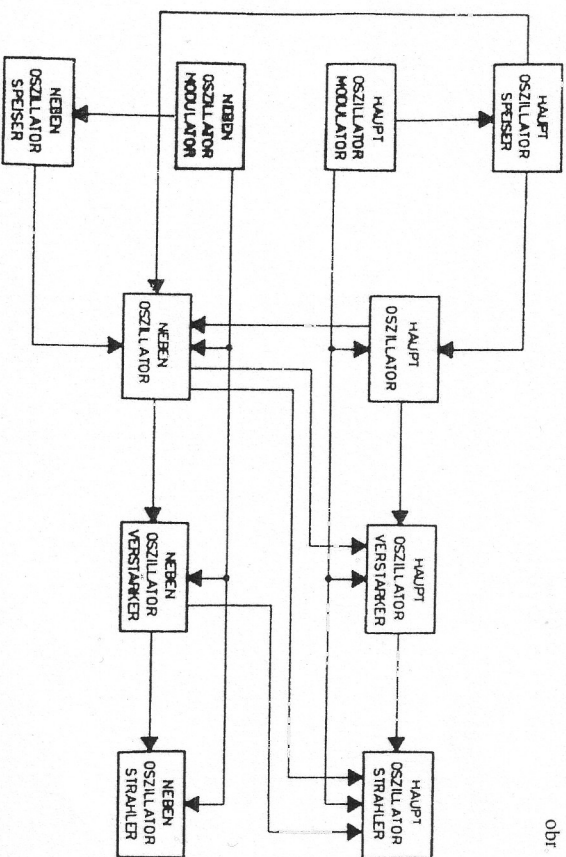 obr
HAUPT
OSZILLATOR
SPEISER
HAUPT
OSZILLATOR
MODULATOR
HAUPT
OSZILLATOR
HAUPT
OSZILLATOR
VERSTÄRKER
HAUPT
OSZILLATOR
STRAHLER
NEBEN
OSZILLATOR
MODULATOR
NEBEN
OSZILLATOR
NEBEN
OSZILLATOR
VERSTÄRKER
NEBEN
OSZILLATOR
STRAHLER
NEBEN
OSZILLATOR
SPEISER